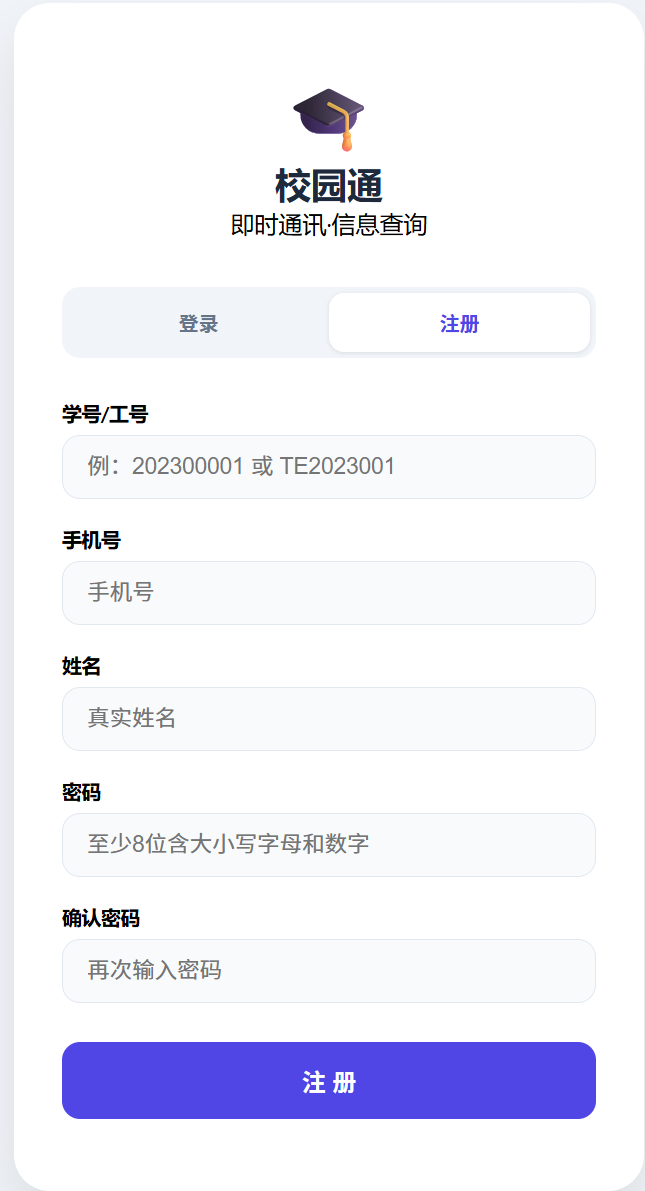 校园通
即时通讯·信息查询
登录 注册
学号/工号
例：202300001 或 TE2023001
手机号
手机号
姓名
真实姓名
密码
至少8位含大小写字母和数字
确认密码
再次输入密码
注 册